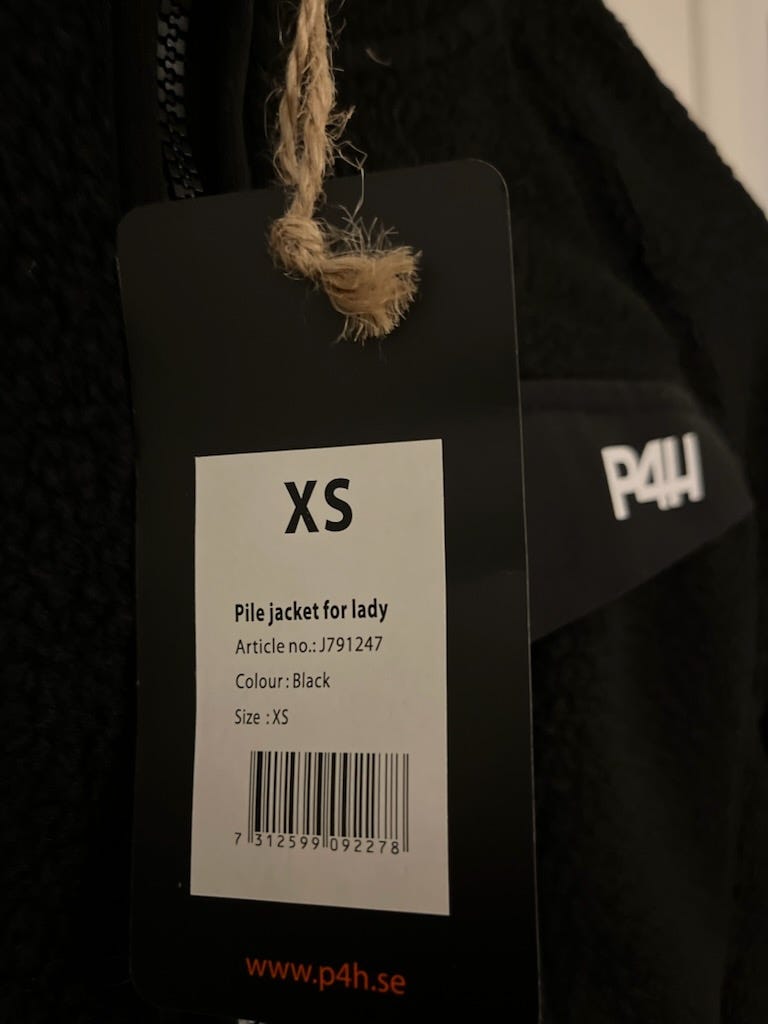 XS
P4H
Pile jacket for lady
Article no.: J791247
Colour : Black
Size : XS
7 312599 092278
www.p4h.se